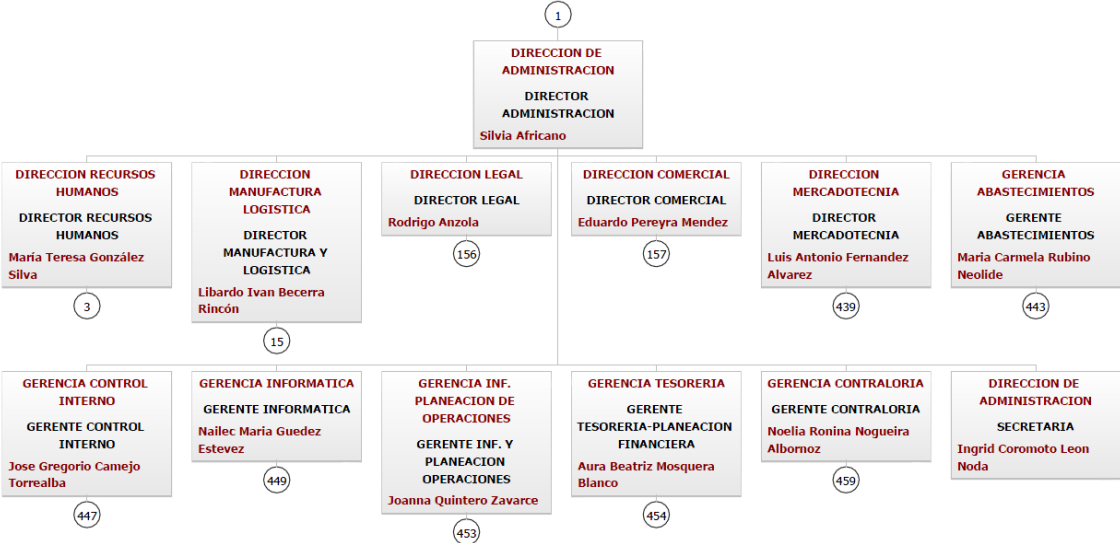 1
DIRECCION DE
ADMINISTRACION
DIRECTOR
ADMINISTRACION
Silvia Africano
DIRECCION RECURSOS
HUMANOS
DIRECTOR RECURSOS
HUMANOS
María Teresa González
Silva
3
DIRECCION
MANUFACTURA
LOGISTICA
DIRECTOR
MANUFACTURA Y
LOGISTICA
Libardo Ivan Becerra
Rincón
15
DIRECCION LEGAL
DIRECTOR LEGAL
Rodrigo Anzola
156
DIRECCION COMERCIAL
DIRECTOR COMERCIAL
Eduardo Pereyra Mendez
157
DIRECCION
MERCADOTECNIA
DIRECTOR
MERCADOTECNIA
Luis Antonio Fernandez
Alvarez
439
GERENCIA
ABASTECIMIENTOS
GERENTE
ABASTECIMIENTOS
Maria Carmela Rubino
Neolide
443
GERENCIA CONTROL
INTERNO
GERENTE CONTROL
INTERNO
Jose Gregorio Camejo
Torrealba
447
GERENCIA INFORMATICA
GERENTE INFORMATICA
Nailec Maria Guedez
Estevez
449
GERENCIA INF.
PLANEACION DE
OPERACIONES
GERENTE INF. Y
PLANEACION
OPERACIONES
Joanna Quintero Zavarce
453
GERENCIA TESORERIA
GERENTE
TESORERIA-PLANEACION
FINANCIERA
Aura Beatriz Mosquera
Blanco
454
GERENCIA CONTRALORIA
GERENTE CONTRALORIA
Noelia Ronina Nogueira
Albornoz
459
DIRECCION DE
ADMINISTRACION
SECRETARIA
Ingrid Coromoto Leon
Noda